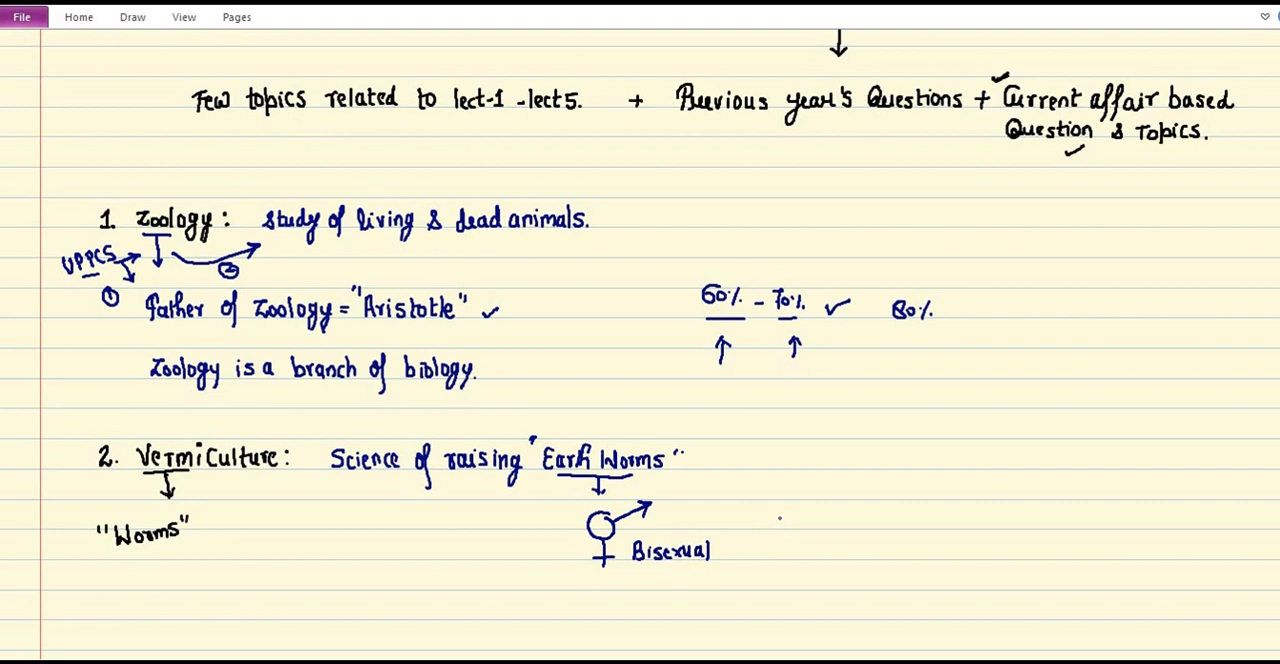 File Home Draw View Pages
Few topics related to lect-1 -lect5. + Previous year's Questions + Current affair based
Question & Topics.
1. Zoology: Study of living & dead animals.
UPPCS
2
1 Father of Zoology = "Aristotle"
60% - 70% 80%
Zoology is a branch of biology.
2. Vermiculture: Science of raising "Earth Worms"
"Worms"
Bisexual